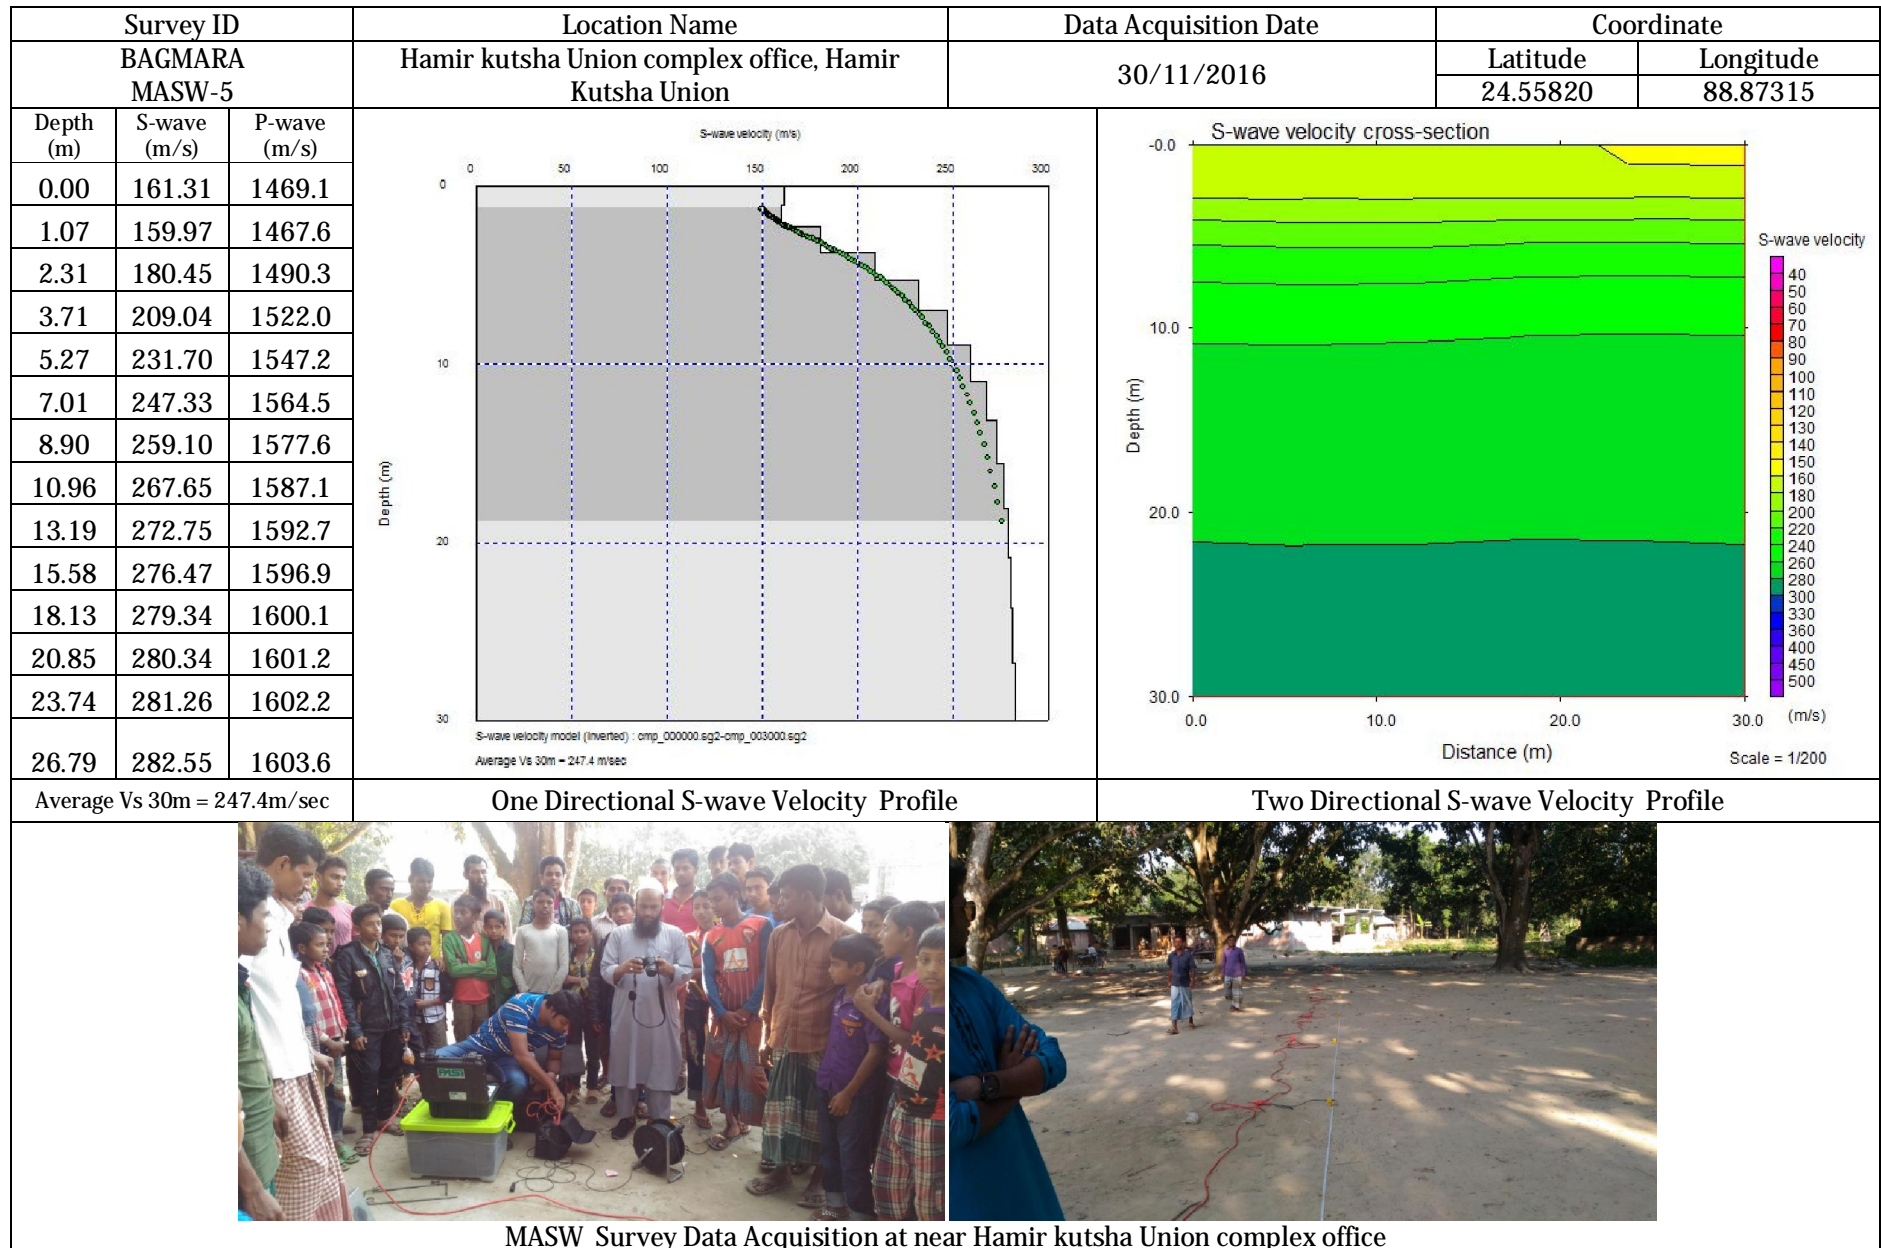 Survey ID
Location Name
Data Acquisition Date
Coordinate
BAGMARA
MASW-5
Hamir kutsha Union complex office, Hamir
Kutsha Union
30/11/2016
Latitude
Longitude
24.55820
88.87315
Depth (m) S-wave (m/s) P-wave (m/s)
0.00 161.31 1469.1
1.07 159.97 1467.6
2.31 180.45 1490.3
3.71 209.04 1522.0
5.27 231.70 1547.2
7.01 247.33 1564.5
8.90 259.10 1577.6
10.96 267.65 1587.1
13.19 272.75 1592.7
15.58 276.47 1596.9
18.13 279.34 1600.1
20.85 280.34 1601.2
23.74 281.26 1602.2
26.79 282.55 1603.6
Average Vs 30m = 247.4m/sec
S-wave velocity (m/s)
0 50 100 150 200 250 300
0
10
20
30
Depth (m)
S-wave velocity model (inverted) : cmp_000000.sg2-cmp_003000.sg2
Average Vs 30m = 247.4 m/sec
One Directional S-wave Velocity Profile
S-wave velocity cross-section
-0.0
10.0
20.0
30.0
Depth (m)
0.0 10.0 20.0 30.0
Distance (m)
S-wave velocity
40
50
60
70
80
90
100
110
120
130
140
150
160
180
200
220
240
260
280
300
330
360
400
450
500
(m/s)
Scale = 1/200
Two Directional S-wave Velocity Profile
MASW Survey Data Acquisition at near Hamir kutsha Union complex office